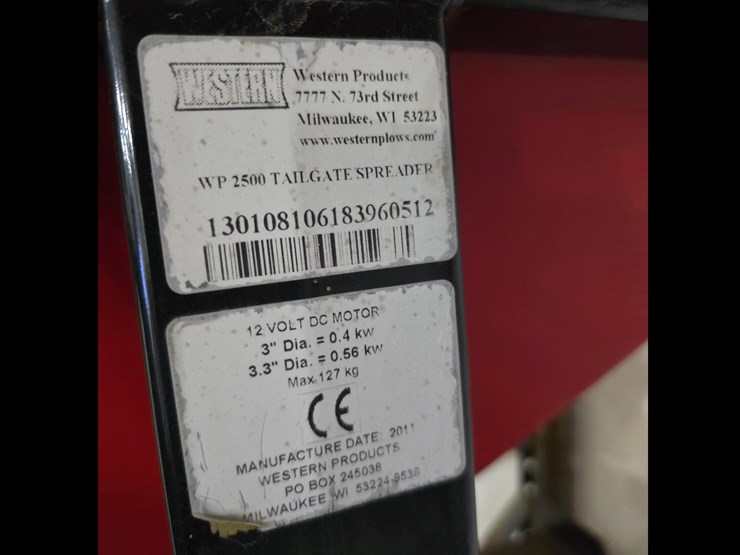 WESTERN
Western Products
7777 N. 73rd Street
Milwaukee, WI 53223
www.westernplows.com
WP 2500 TAILGATE SPREADER
130108106183960512
12 VOLT DC MOTOR
3" Dia. = 0.4 kw
3.3" Dia. = 0.56 kw
Max 127 kg
CE
MANUFACTURE DATE: 2011
WESTERN PRODUCTS
PO BOX 245038
MILWAUKEE WI 53224-9538